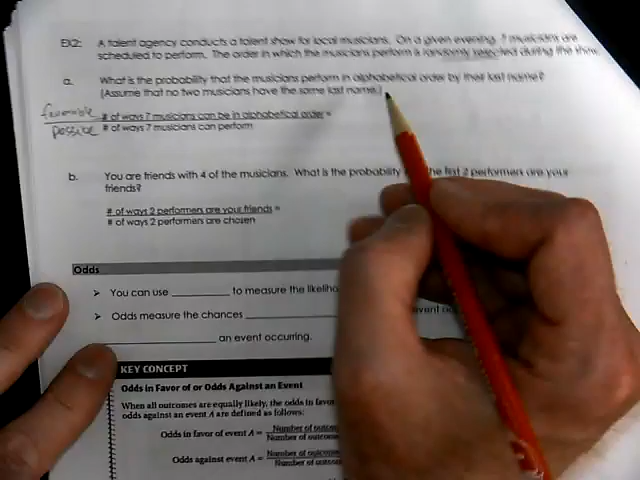 EX2: A talent agency conducts a talent show for local musicians. On a given evening, 7 musicians are
scheduled to perform. The order in which the musicians perform is randomly selected during the show.
a. What is the probability that the musicians perform in alphabetical order by their last name?
(Assume that no two musicians have the same last name.)
favorable # of ways 7 musicians can be in alphabetical order =
possible # of ways 7 musicians can perform
b. You are friends with 4 of the musicians. What is the probability the first 2 performers are your
friends?
# of ways 2 performers are your friends =
# of ways 2 performers are chosen
Odds
➢ You can use __________ to measure the
➢ Odds measure the chances event
an event occurring.
KEY CONCEPT
Odds in Favor of or Odds Against an Event
When all outcomes are equally likely, the odds in favor
odds against an event A are defined as follows:
Odds in favor of event A = Number of
Number of
Odds against event A = Number of
Number of